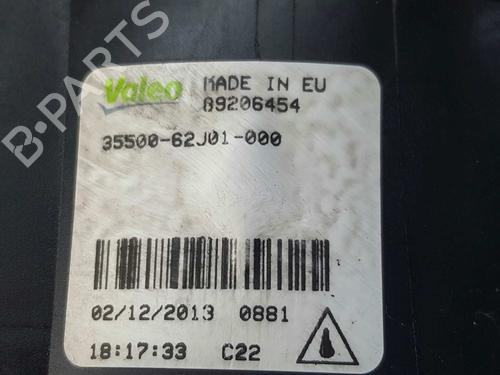 Valeo MADE IN EU
89206454
35500-62J01-000
02/12/2013 0881
18:17:33 C22
B-PARTS